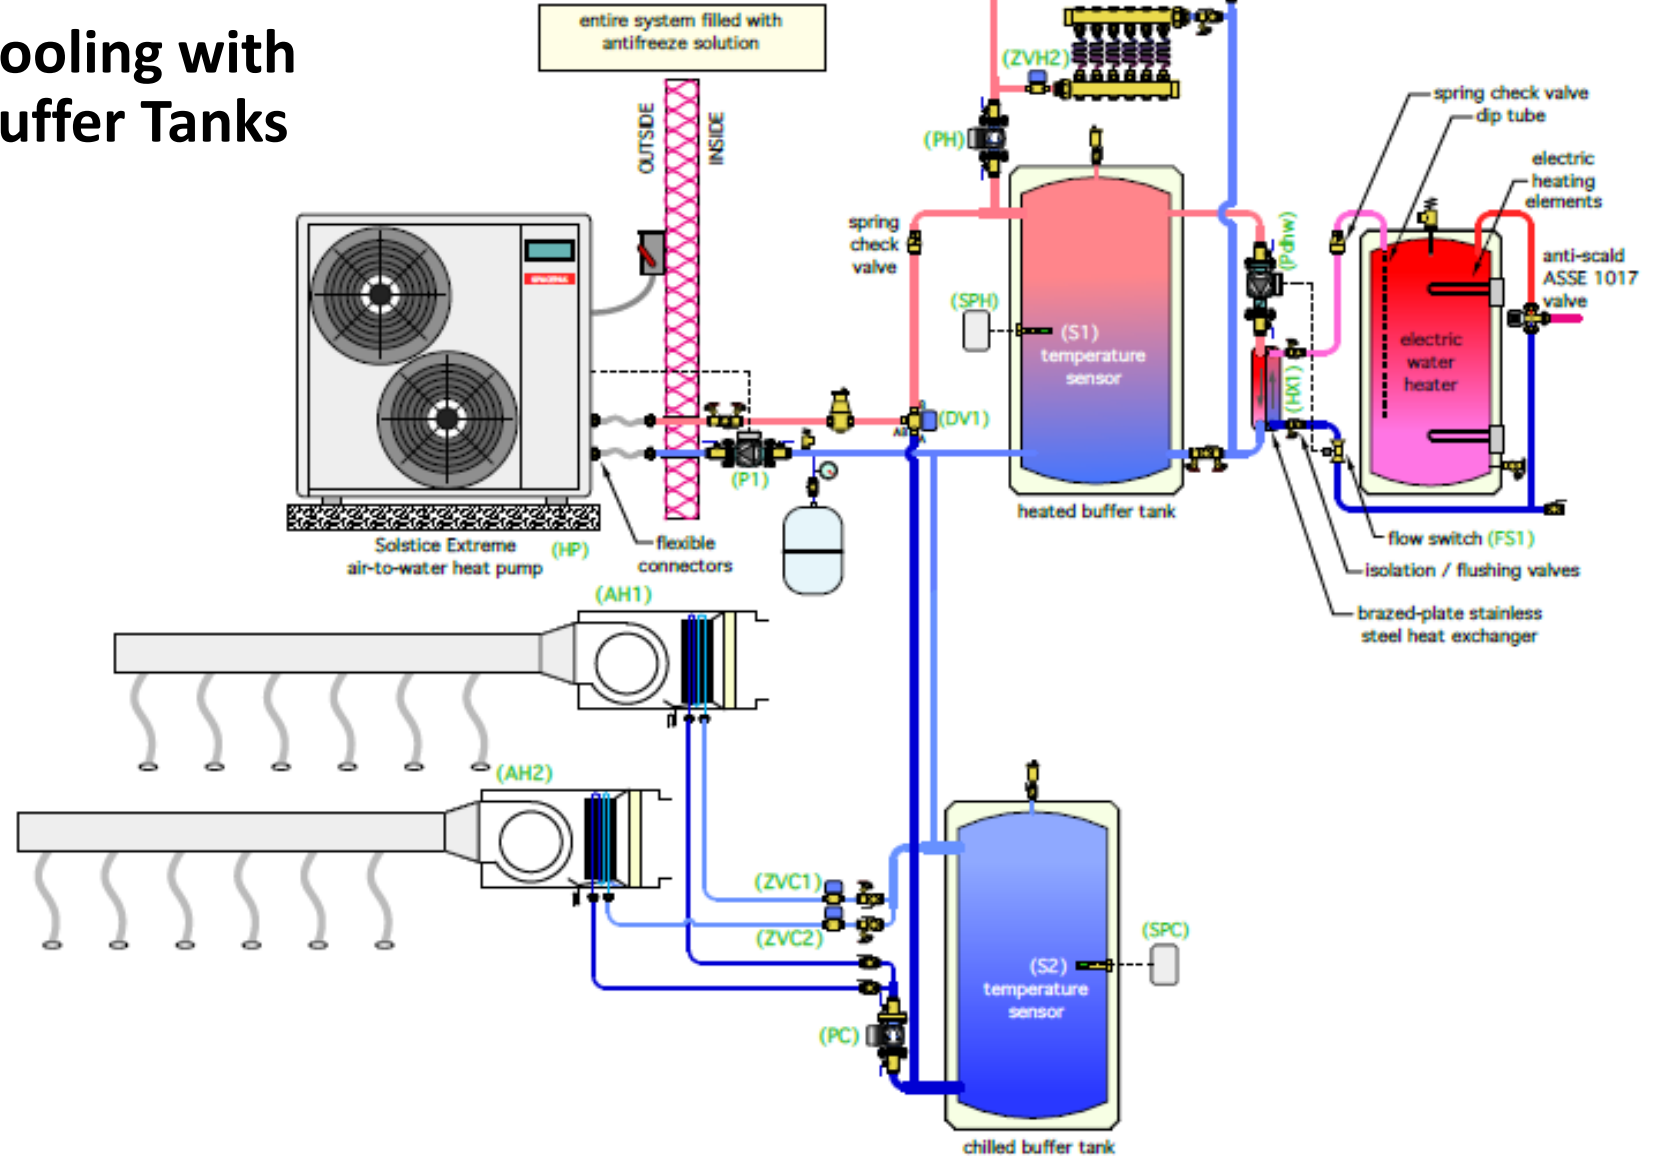 ooling with
uffer Tanks
entire system filled with
antifreeze solution
OUTSIDE
INSIDE
(ZVH2)
(PH)
spring check valve
dip tube
electric
heating
elements
spring
check
valve
(Pdhw)
anti-scald
ASSE 1017
valve
(SPH)
(S1)
temperature
sensor
electric
water
heater
(HX1)
(DV1)
AB
A
(P1)
heated buffer tank
flow switch (FS1)
isolation / flushing valves
brazed-plate stainless
steel heat exchanger
Solstice Extreme
air-to-water heat pump
(HP)
flexible
connectors
(AH1)
(AH2)
(ZVC1)
(ZVC2)
(SPC)
(S2)
temperature
sensor
(PC)
chilled buffer tank